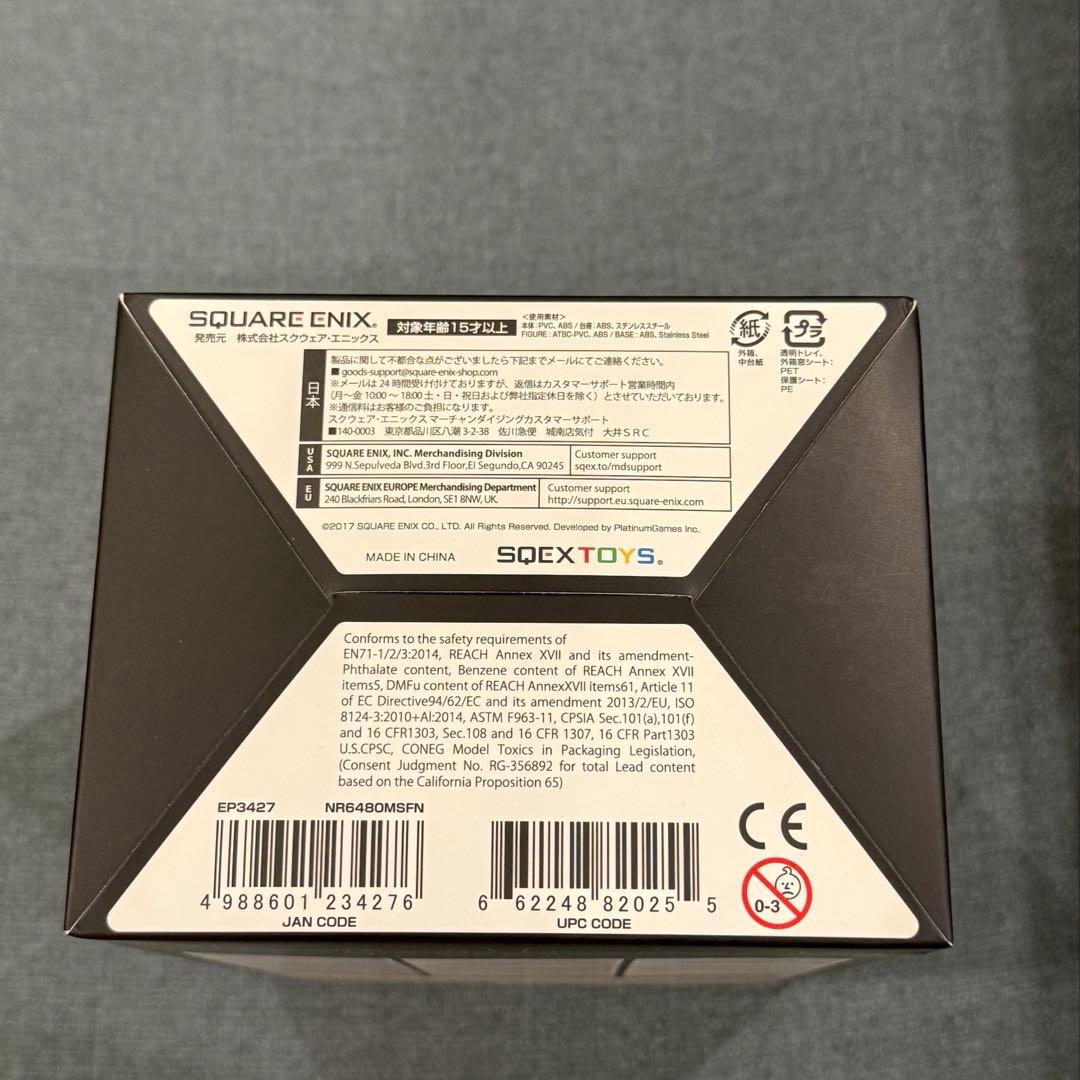 SQUARE ENIX®
発売元 株式会社スクウェア・エニックス
対象年齢15才以上
<使用素材>
本体:PVC、ABS / 台座:ABS、ステンレススチール
FIGURE : ATBC-PVC, ABS / BASE : ABS, Stainless Steel
紙
外箱、
中台紙
プラ
透明トレイ、
外箱窓シート:
PET
保護シート:
PE
日本
製品に関して不都合な点がございましたら下記までメールにてご連絡ください。
■ goods-support@square-enix-shop.com
※メールは 24 時間受け付けておりますが、返信はカスタマーサポート営業時間内
(月～金 10:00 ～ 18:00 土・日・祝日および弊社指定休日を除く) とさせていただいております。
※通信料はお客様のご負担になります。
スクウェア・エニックス マーチャンダイジングカスタマーサポート
■140-0003 東京都品川区八潮 3-2-38 佐川急便 城南店気付 大井ＳＲＣ
USA
SQUARE ENIX, INC. Merchandising Division
999 N.Sepulveda Blvd.3rd Floor,El Segundo,CA 90245
Customer support
sqex.to/mdsupport
EU
SQUARE ENIX EUROPE Merchandising Department
240 Blackfriars Road, London, SE1 8NW, UK.
Customer support
http://support.eu.square-enix.com
©2017 SQUARE ENIX CO., LTD. All Rights Reserved. Developed by PlatinumGames Inc.
MADE IN CHINA
SQEX TOYS®
Conforms to the safety requirements of
EN71-1/2/3:2014, REACH Annex XVII and its amendment-
Phthalate content, Benzene content of REACH Annex XVII
items5, DMFu content of REACH AnnexXVII items61, Article 11
of EC Directive94/62/EC and its amendment 2013/2/EU, ISO
8124-3:2010+AI:2014, ASTM F963-11, CPSIA Sec.101(a),101(f)
and 16 CFR1303, Sec.108 and 16 CFR 1307, 16 CFR Part1303
U.S.CPSC, CONEG Model Toxics in Packaging Legislation,
(Consent Judgment No. RG-356892 for total Lead content
based on the California Proposition 65)
EP3427 NR6480MSFN
4 988601 234276
JAN CODE
6 62248 82025 5
UPC CODE
CE
0-3